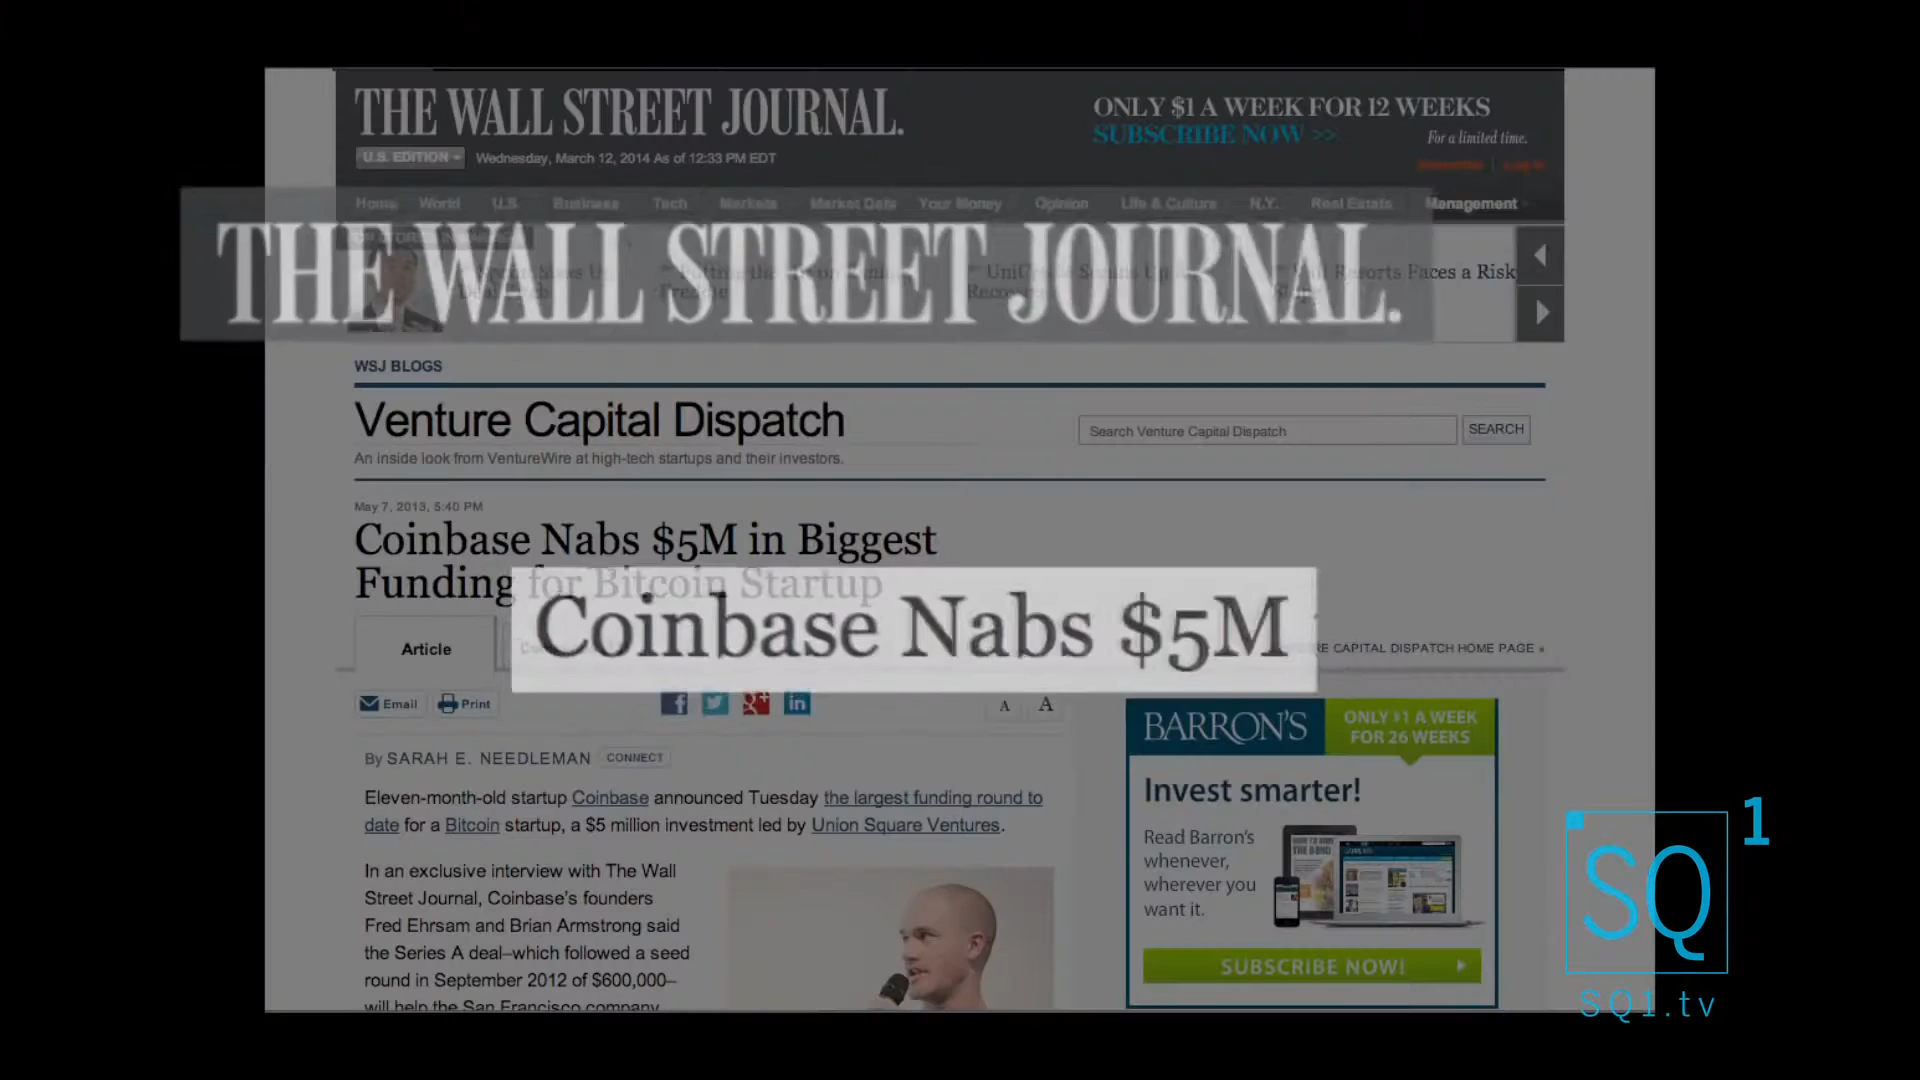 THE WALL STREET JOURNAL.
ONLY $1 A WEEK FOR 12 WEEKS
SUBSCRIBE NOW >>
For a limited time.
U.S. EDITION
Wednesday, March 12, 2014 As of 12:33 PM EDT
Home World U.S. Business Tech Markets Market Data Your Money Opinion Life & Culture N.Y. Real Estate Management
THE WALL STREET JOURNAL.
Resorts Faces a Risk
WSJ BLOGS
Venture Capital Dispatch
Search Venture Capital Dispatch
SEARCH
An inside look from VentureWire at high-tech startups and their investors.
May 7, 2013, 5:40 PM
Coinbase Nabs $5M in Biggest
Funding for Bitcoin Startup
Coinbase Nabs $5M
Article
CAPITAL DISPATCH HOME PAGE »
Email Print
A A
By SARAH E. NEEDLEMAN CONNECT
Eleven-month-old startup Coinbase announced Tuesday the largest funding round to
date for a Bitcoin startup, a $5 million investment led by Union Square Ventures.
In an exclusive interview with The Wall
Street Journal, Coinbase's founders
Fred Ehrsam and Brian Armstrong said
the Series A deal–which followed a seed
round in September 2012 of $600,000–
will help the San Francisco company
BARRON'S
ONLY $1 A WEEK
FOR 26 WEEKS
Invest smarter!
Read Barron's
whenever,
wherever you
want it.
SUBSCRIBE NOW!
SQ 1
SQ1.tv